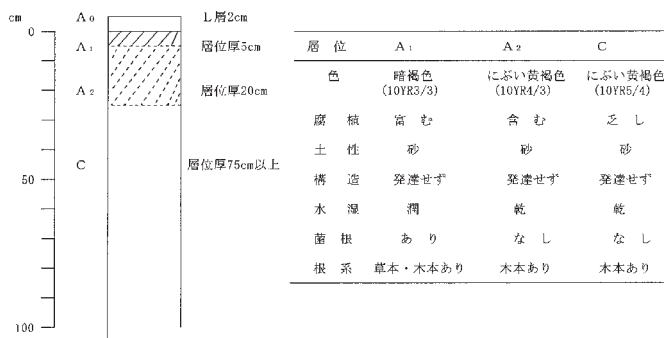 cm
A₀ L層2cm
0
A₁ 層位厚5cm
A₂ 層位厚20cm
C 層位厚75cm以上
50
100
層位 A₁ A₂ C
色 暗褐色 にぶい黄褐色 にぶい黄褐色
(10YR3/3) (10YR4/3) (10YR5/4)
腐植 富む 含む 乏し
土性 砂 砂 砂
構造 発達せず 発達せず 発達せず
水湿 潤 乾 乾
菌根 あり なし なし
根系 草本・木本あり 木本あり 木本あり